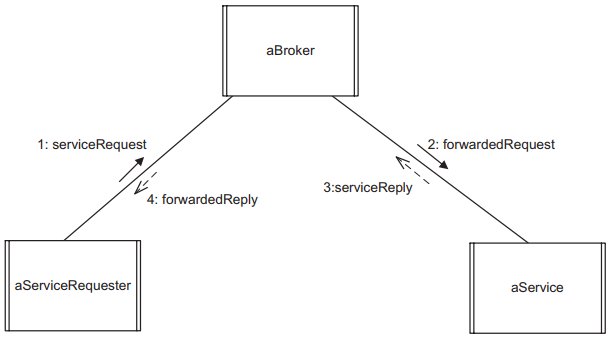 aBroker
1: serviceRequest
2: forwardedRequest
3:serviceReply
4: forwardedReply
aServiceRequester
aService